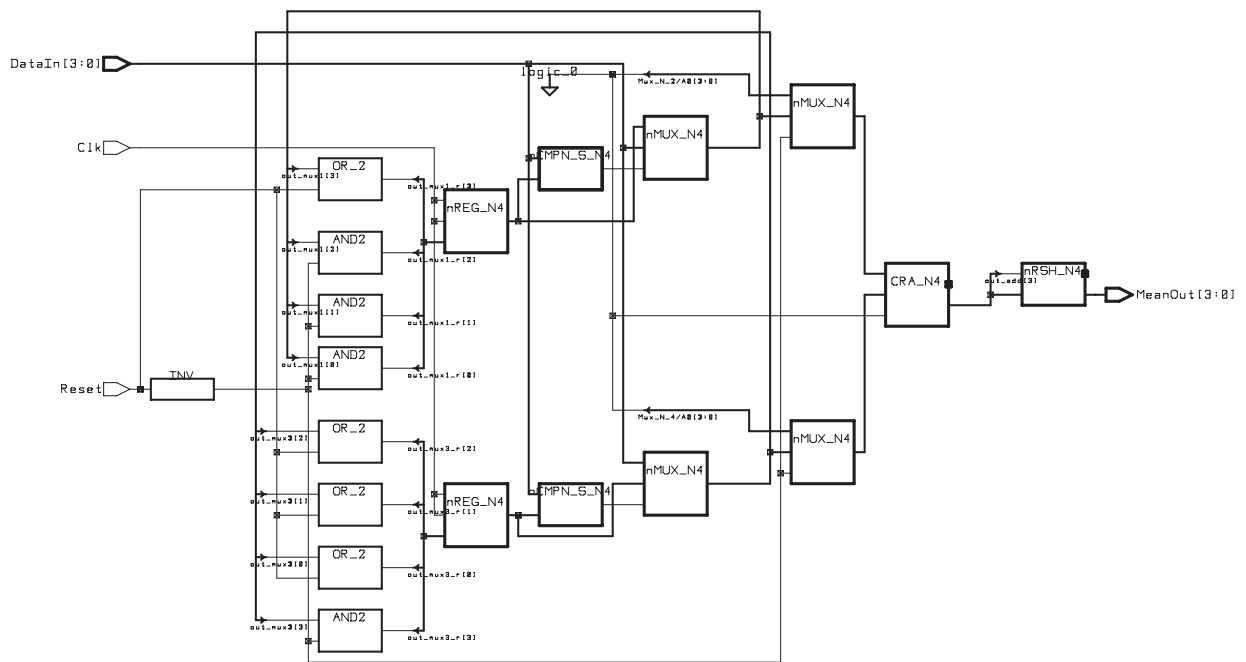 DataIn[3:0]
logic_0
Mux_N_2/A0[3:0]
nMUX_N4
nMUX_N4
Clk
OR_2
out_mux1[3]
out_mux1_r[3]
nCMPN_S_N4
nREG_N4
AND2
out_mux1[2]
out_mux1_r[2]
CRA_N4
nRSH_N4
out_add[3]
MeanOut[3:0]
AND2
out_mux1[1]
out_mux1_r[1]
AND2
out_mux1[0]
out_mux1_r[0]
Reset
INV
Mux_N_4/A0[3:0]
OR_2
out_mux3[2]
out_mux3_r[2]
nMUX_N4
nMUX_N4
OR_2
out_mux3[1]
out_mux3_r[1]
nREG_N4
nCMPN_S_N4
OR_2
out_mux3[0]
out_mux3_r[0]
AND2
out_mux3[3]
out_mux3_r[3]